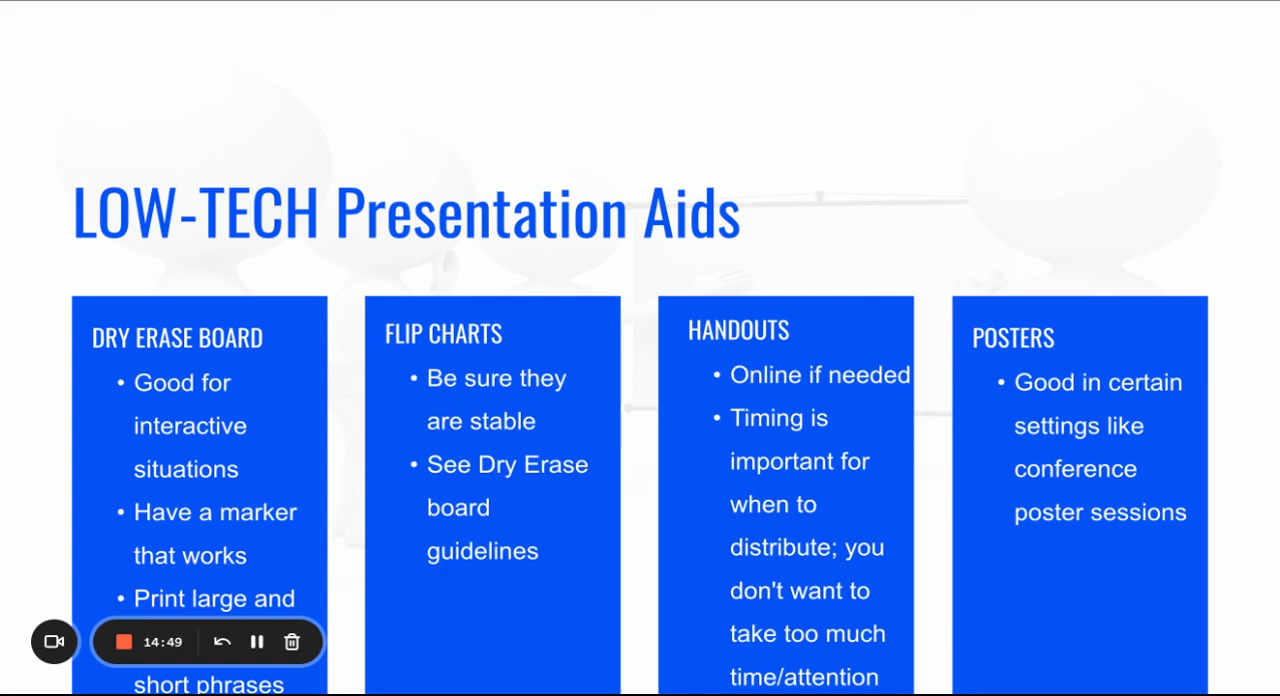 LOW-TECH Presentation Aids
DRY ERASE BOARD
• Good for
interactive
situations
• Have a marker
that works
• Print large and
short phrases
FLIP CHARTS
• Be sure they
are stable
• See Dry Erase
board
guidelines
HANDOUTS
• Online if needed
• Timing is
important for
when to
distribute; you
don't want to
take too much
time/attention
POSTERS
• Good in certain
settings like
conference
poster sessions
14:49